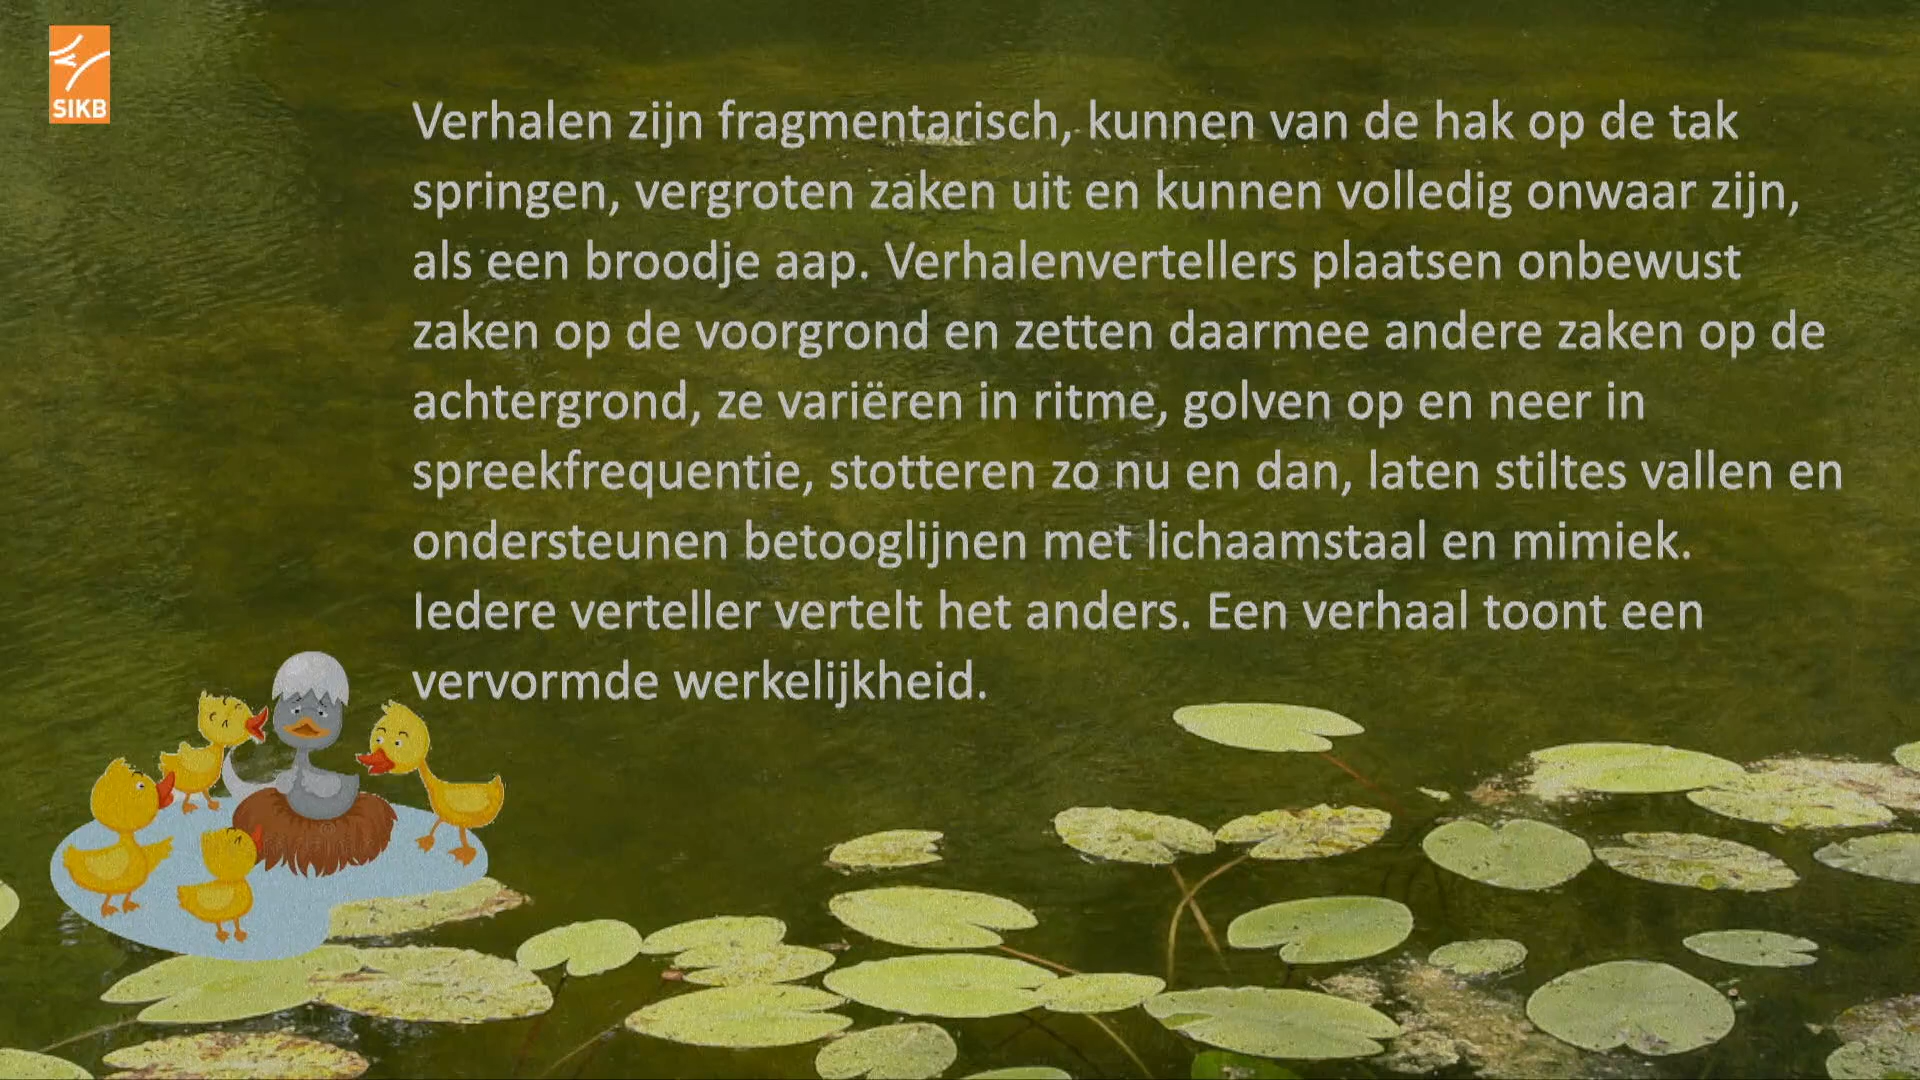 SIKB
Verhalen zijn fragmentarisch, kunnen van de hak op de tak
springen, vergroten zaken uit en kunnen volledig onwaar zijn,
als een broodje aap. Verhalenvertellers plaatsen onbewust
zaken op de voorgrond en zetten daarmee andere zaken op de
achtergrond, ze variëren in ritme, golven op en neer in
spreekfrequentie, stotteren zo nu en dan, laten stiltes vallen en
ondersteunen betooglijnen met lichaamstaal en mimiek.
Iedere verteller vertelt het anders. Een verhaal toont een
vervormde werkelijkheid.